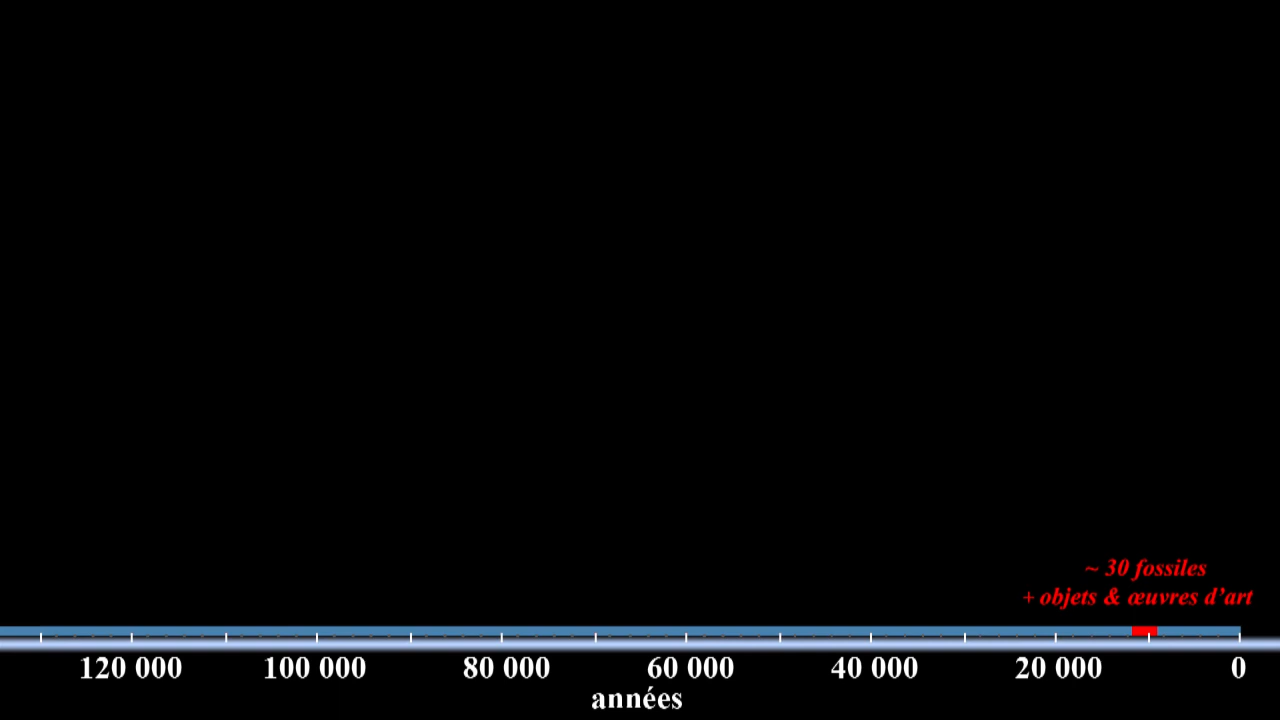 ~ 30 fossiles
+ objets & œuvres d’art
120 000 100 000 80 000 60 000 40 000 20 000 0
années